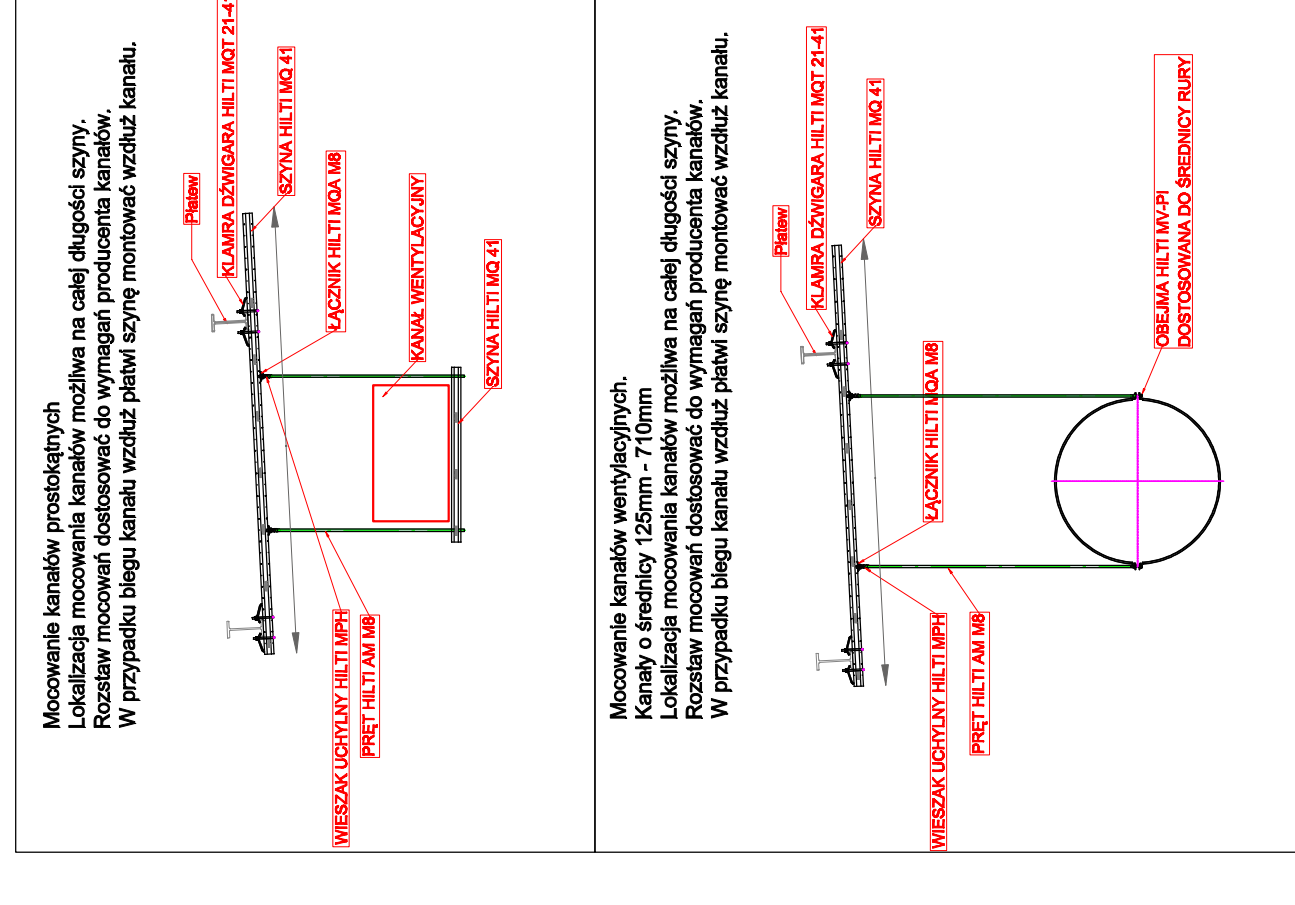 Mocowanie kanałów prostokątnych
Lokalizacja mocowania kanałów możliwa na całej długości szyny.
Rozstaw mocowań dostosować do wymagań producenta kanałów.
W przypadku biegu kanału wzdłuż płatwi szynę montować wzdłuż kanału.
Płatew
KLAMRA DŹWIGARA HILTI MQT 21-41
SZYNA HILTI MQ 41
ŁĄCZNIK HILTI MQA M8
KANAŁ WENTYLACYJNY
SZYNA HILTI MQ 41
WIESZAK UCHYLNY HILTI MPH
PRĘT HILTI AM M8
Mocowanie kanałów wentylacyjnych.
Kanały o średnicy 125mm - 710mm
Lokalizacja mocowania kanałów możliwa na całej długości szyny.
Rozstaw mocowań dostosować do wymagań producenta kanałów.
W przypadku biegu kanału wzdłuż płatwi szynę montować wzdłuż kanału.
Płatew
KLAMRA DŹWIGARA HILTI MQT 21-41
SZYNA HILTI MQ 41
ŁĄCZNIK HILTI MQA M8
WIESZAK UCHYLNY HILTI MPH
PRĘT HILTI AM M8
OBEJMA HILTI MV-PI
DOSTOSOWANA DO ŚREDNICY RURY